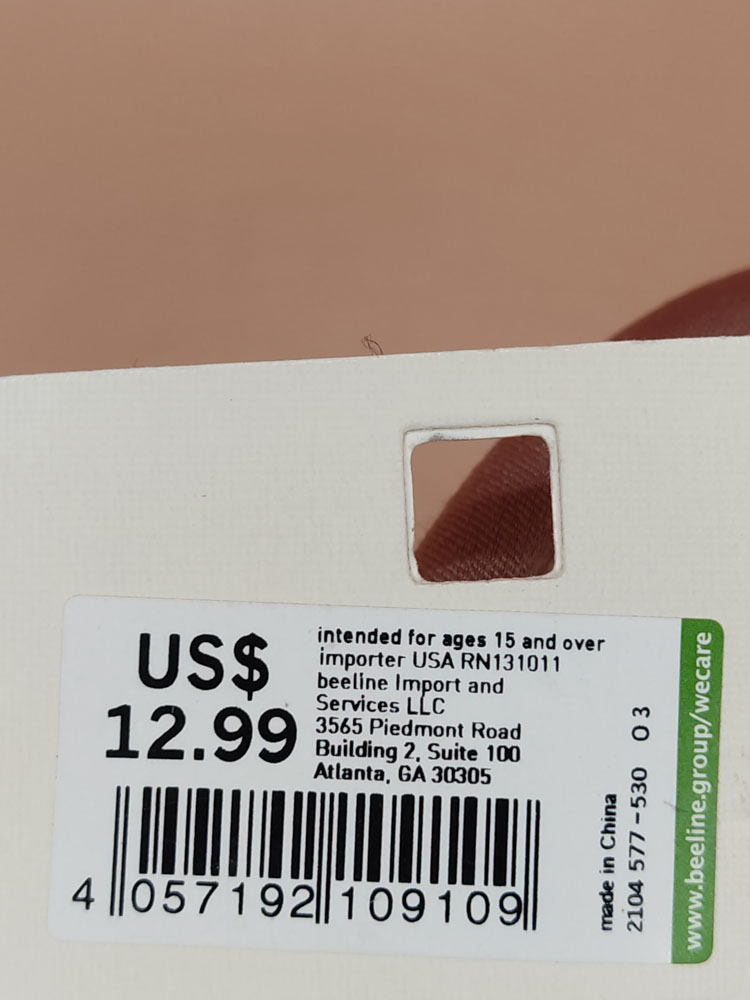 US$
12.99
intended for ages 15 and over
importer USA RN131011
beeline Import and
Services LLC
3565 Piedmont Road
Building 2, Suite 100
Atlanta, GA 30305
4 057192 109109
made in China
2104 577-530 03
www.beeline.group/wecare